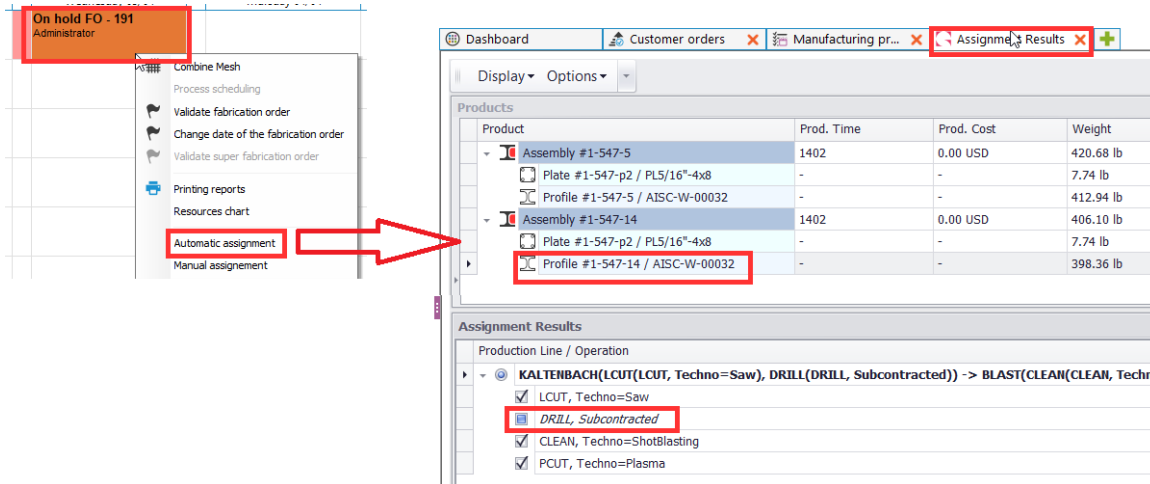 Wednesday 03/04
Thursday 04/04
On hold FO - 191
Administrator
Combine Mesh
Process scheduling
Validate fabrication order
Change date of the fabrication order
Validate super fabrication order
Printing reports
Resources chart
Automatic assignment
Manual assignement
Dashboard
Customer orders
Manufacturing pr...
Assignment Results
Display
Options
Products
Product Prod. Time Prod. Cost Weight
Assembly #1-547-5 1402 0.00 USD 420.68 lb
Plate #1-547-p2 / PL5/16"-4x8 - - 7.74 lb
Profile #1-547-5 / AISC-W-00032 - - 412.94 lb
Assembly #1-547-14 1402 0.00 USD 406.10 lb
Plate #1-547-p2 / PL5/16"-4x8 - - 7.74 lb
Profile #1-547-14 / AISC-W-00032 - - 398.36 lb
Assignment Results
Production Line / Operation
KALTENBACH(LCUT(LCUT, Techno=Saw), DRILL(DRILL, Subcontracted)) -> BLAST(CLEAN(CLEAN, Techn
LCUT, Techno=Saw
DRILL, Subcontracted
CLEAN, Techno=ShotBlasting
PCUT, Techno=Plasma